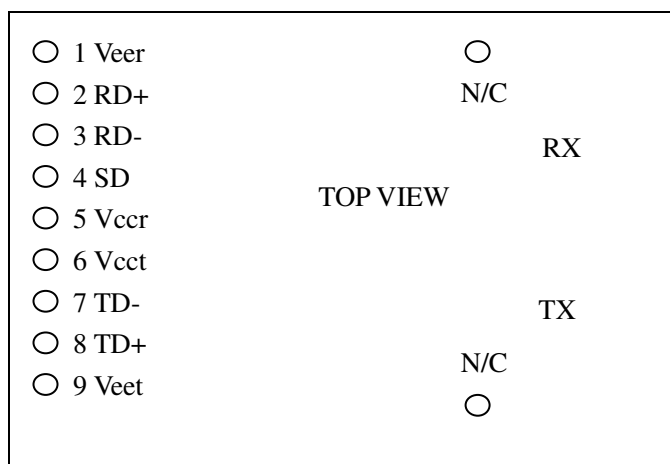 1 Veer
2 RD+
N/C
3 RD-
RX
4 SD
TOP VIEW
5 Vccr
6 Vcct
7 TD-
TX
8 TD+
N/C
9 Veet